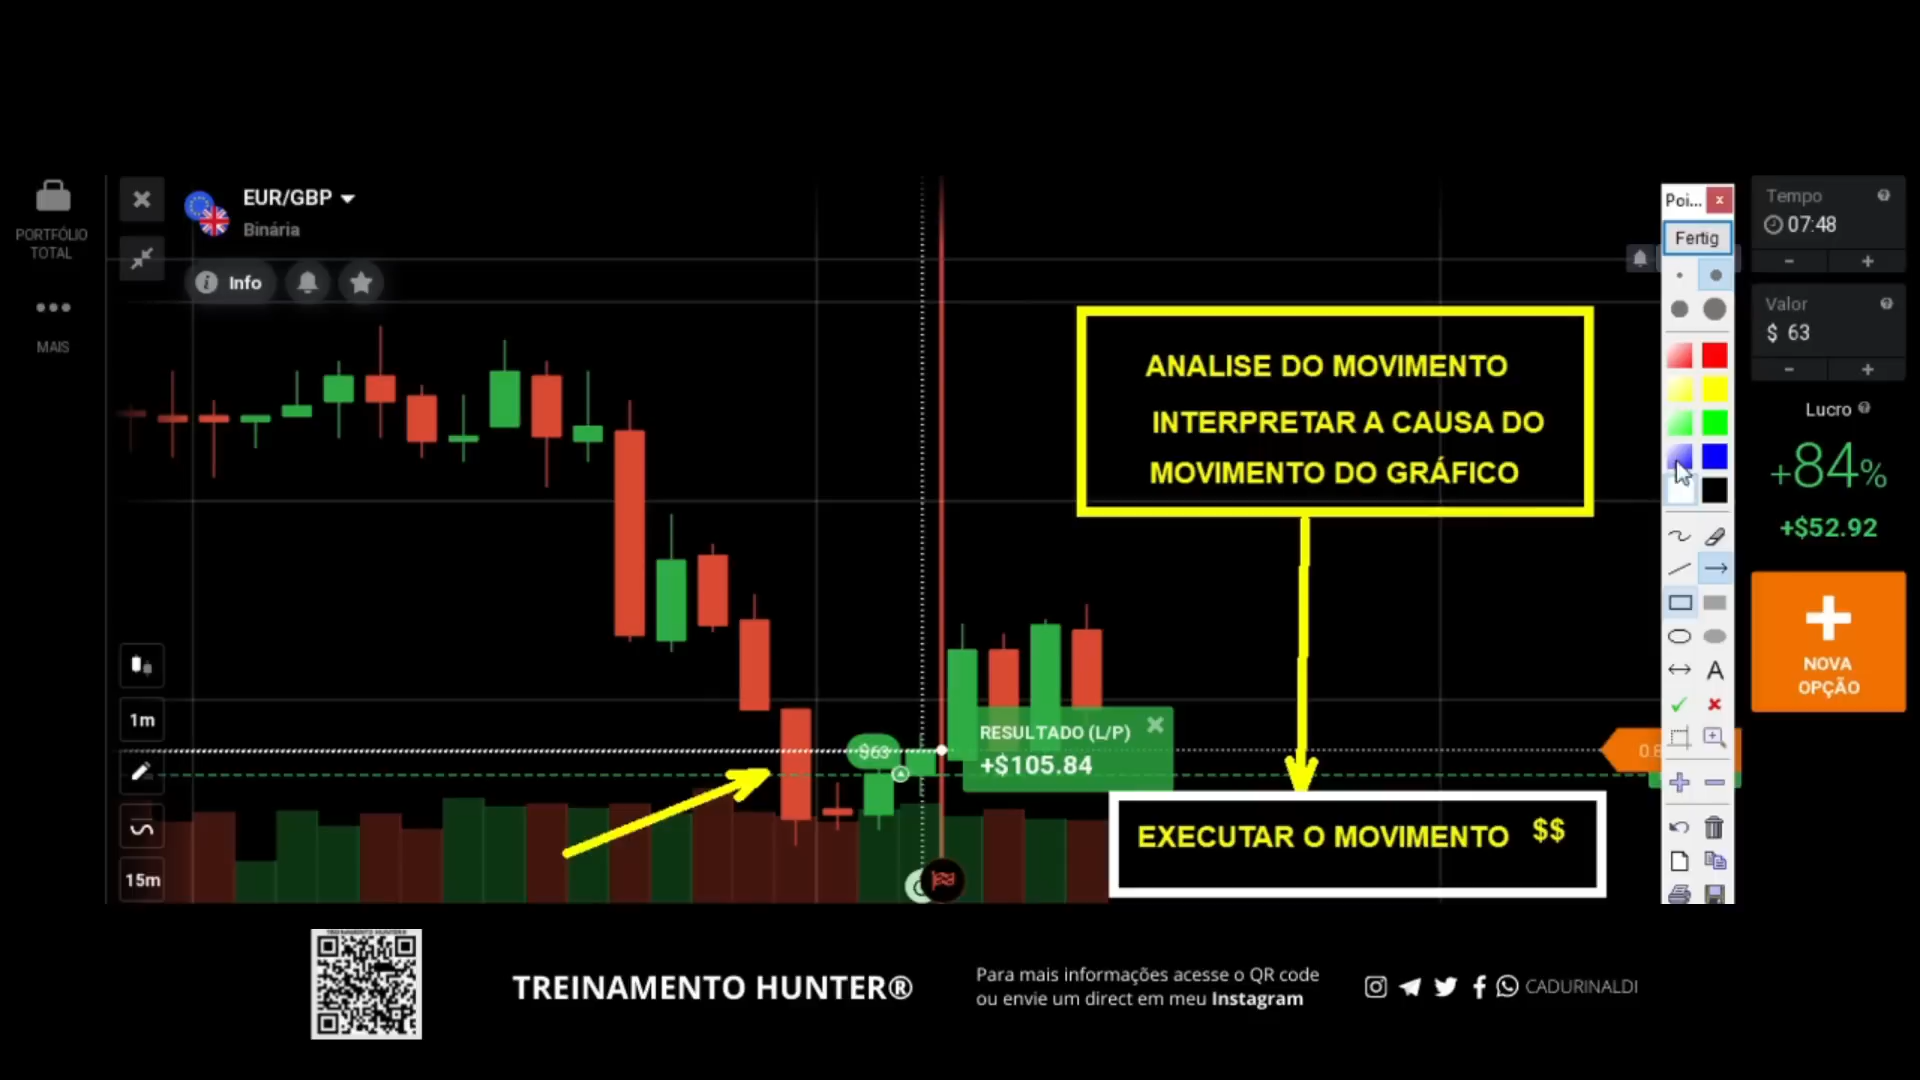 PORTFÓLIO
TOTAL
MAIS
EUR/GBP
Binária
Info
1m
15m
ANALISE DO MOVIMENTO
INTERPRETAR A CAUSA DO
MOVIMENTO DO GRÁFICO
$63
RESULTADO (L/P)
+$105.84
EXECUTAR O MOVIMENTO $$
Poi...
Fertig
A
Tempo
07:48
Valor
$ 63
Lucro
+84%
+$52.92
NOVA
OPÇÃO
TREINAMENTO HUNTER®
Para mais informações acesse o QR code
ou envie um direct em meu Instagram
CADURINALDI